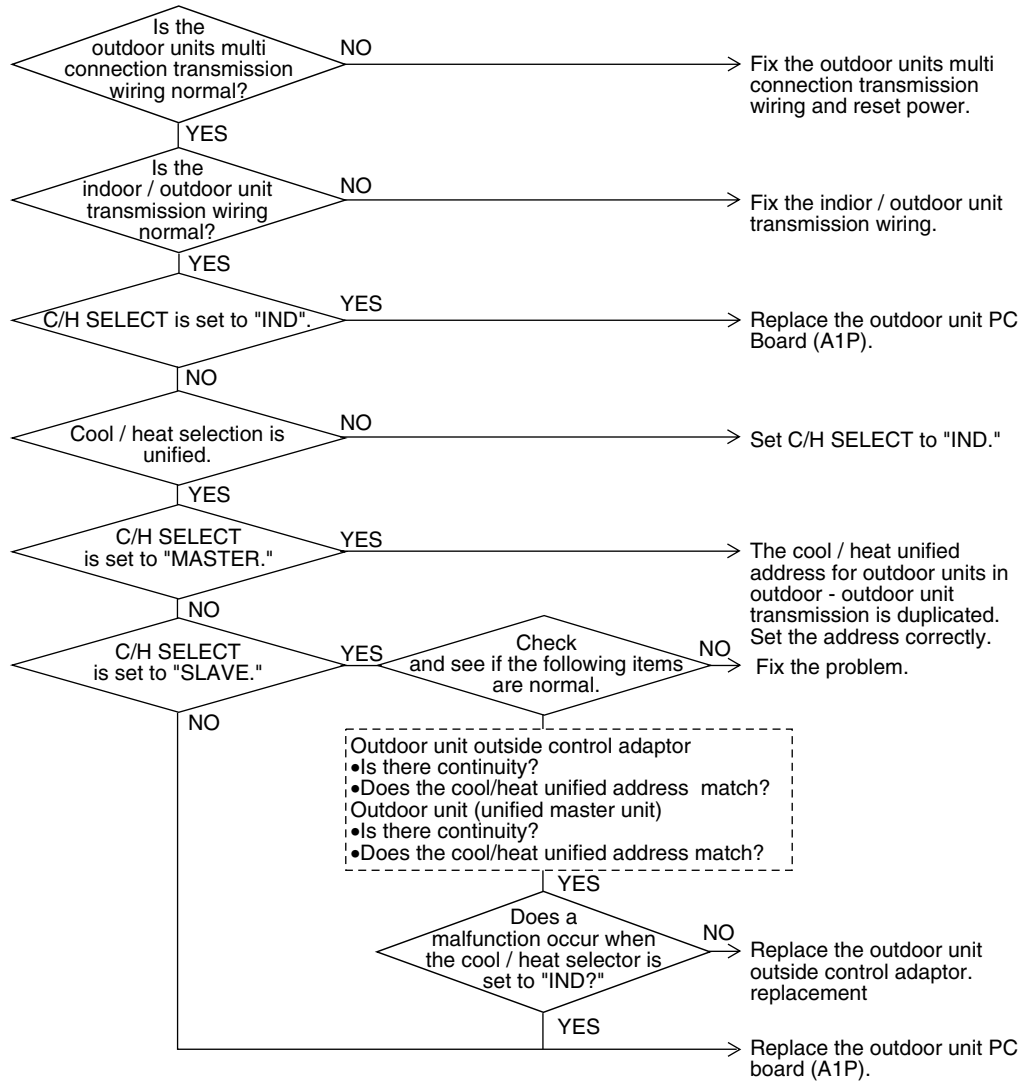 Is the
outdoor units multi
connection transmission
wiring normal?
NO
Fix the outdoor units multi
connection transmission
wiring and reset power.
YES
Is the
indoor / outdoor unit
transmission wiring
normal?
NO
Fix the indior / outdoor unit
transmission wiring.
YES
C/H SELECT is set to "IND".
YES
Replace the outdoor unit PC
Board (A1P).
NO
Cool / heat selection is
unified.
NO
Set C/H SELECT to "IND."
YES
C/H SELECT
is set to "MASTER."
YES
The cool / heat unified
address for outdoor units in
outdoor - outdoor unit
transmission is duplicated.
Set the address correctly.
NO
C/H SELECT
is set to "SLAVE."
YES
Check
and see if the following items
are normal.
NO
Fix the problem.
NO
Outdoor unit outside control adaptor
•Is there continuity?
•Does the cool/heat unified address match?
Outdoor unit (unified master unit)
•Is there continuity?
•Does the cool/heat unified address match?
YES
Does a
malfunction occur when
the cool / heat selector is
set to "IND?"
NO
Replace the outdoor unit
outside control adaptor.
replacement
YES
Replace the outdoor unit PC
board (A1P).